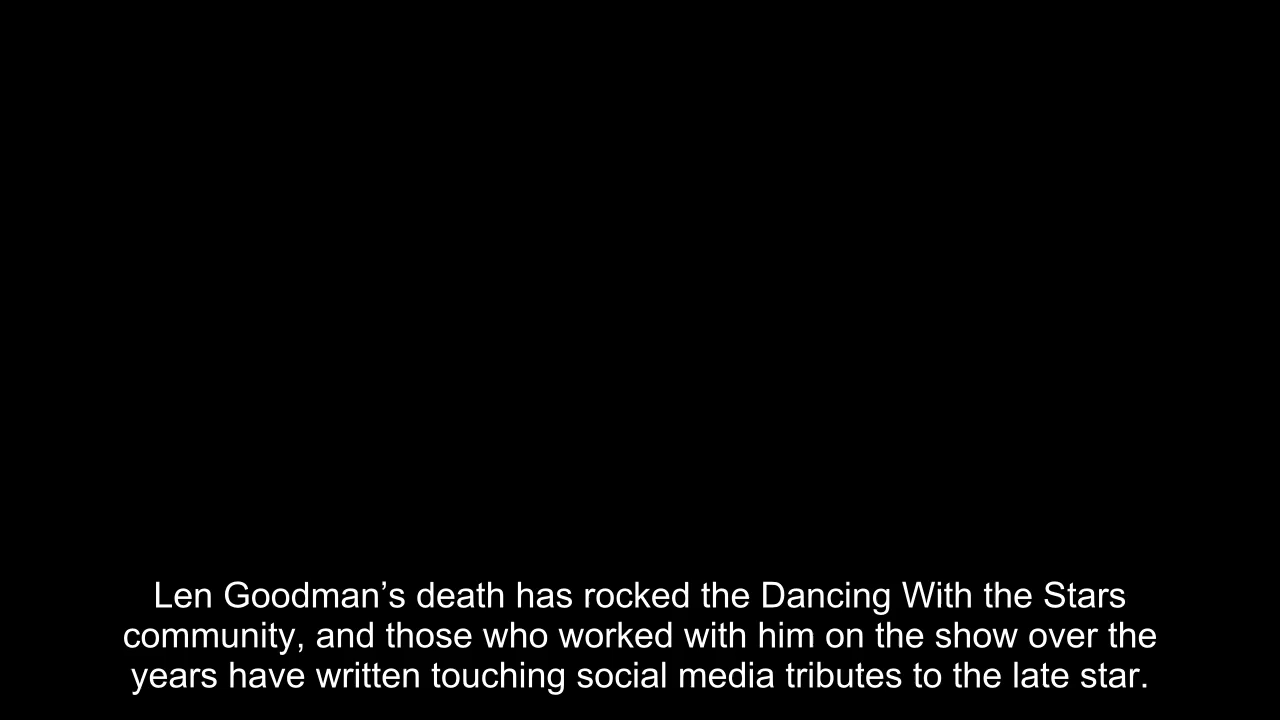 Len Goodman’s death has rocked the Dancing With the Stars
community, and those who worked with him on the show over the
years have written touching social media tributes to the late star.